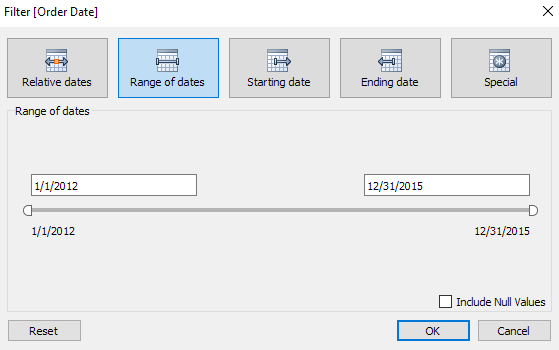 Filter [Order Date]
Relative dates
Range of dates
Starting date
Ending date
Special
Range of dates
1/1/2012
12/31/2015
1/1/2012
12/31/2015
Include Null Values
Reset
OK
Cancel